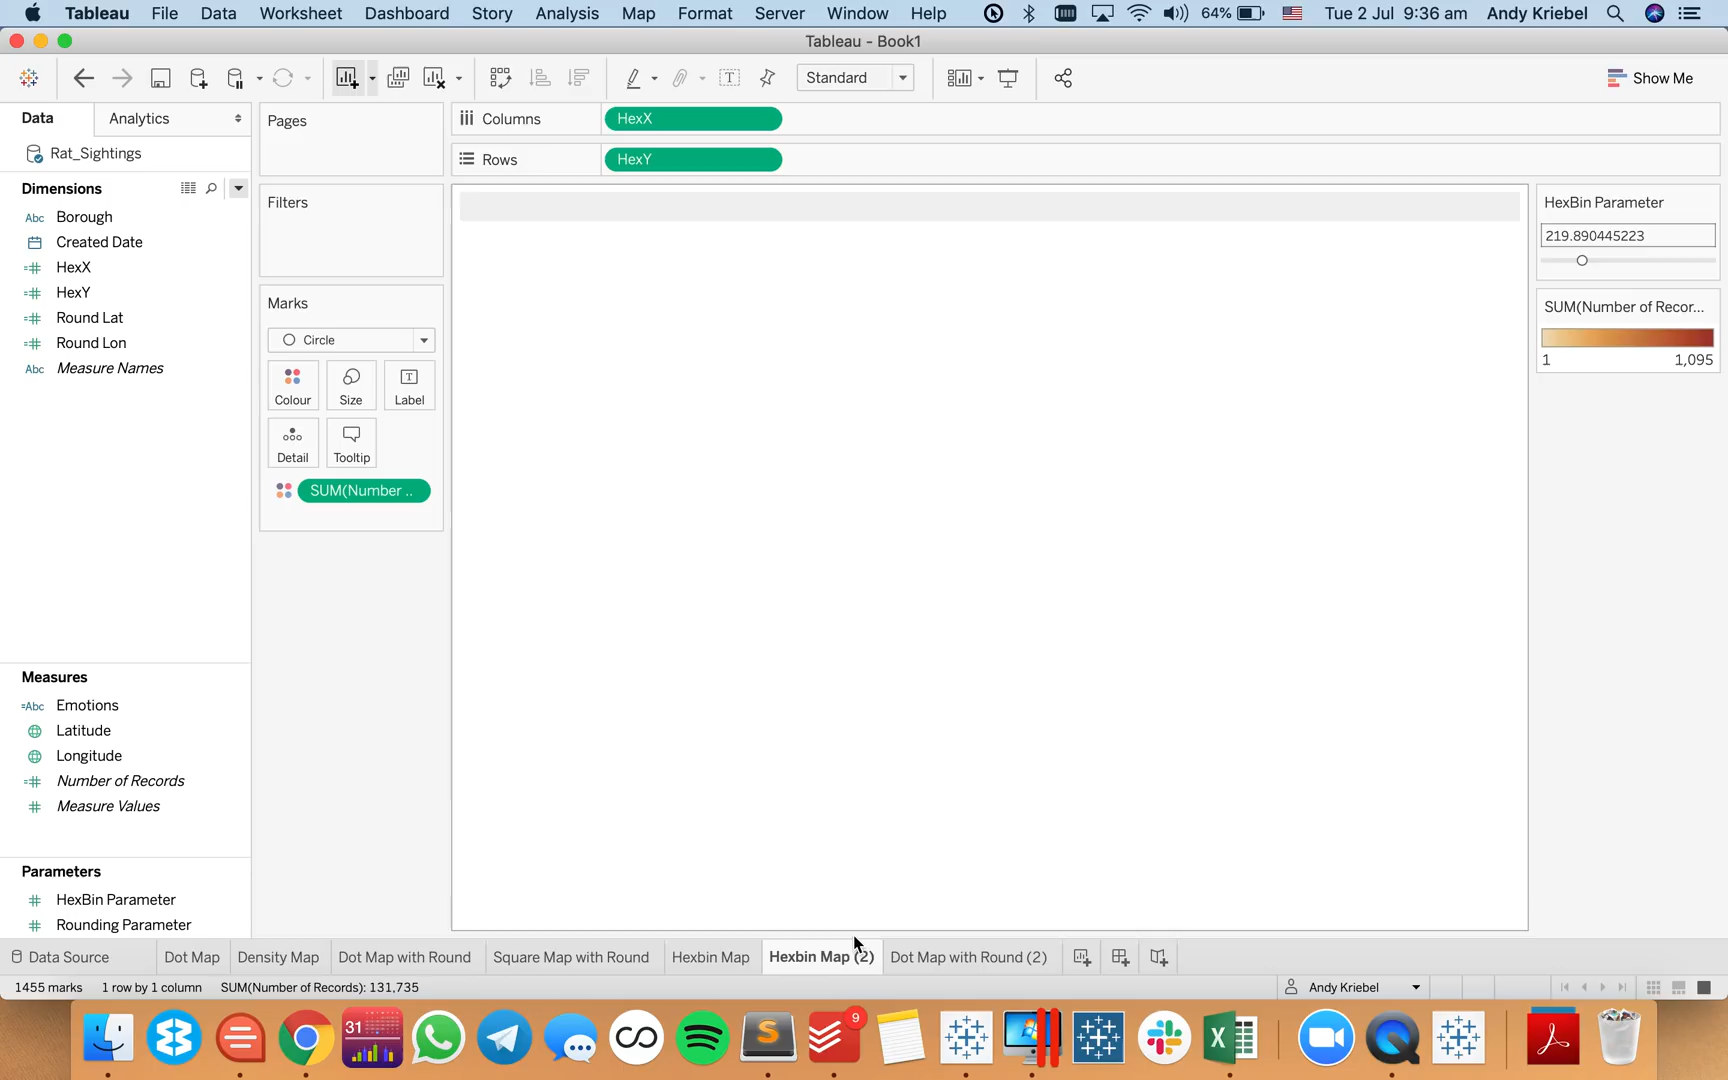 Tableau File Data Worksheet Dashboard Story Analysis Map Format Server Window Help 64% Tue 2 Jul 9:36 am Andy Kriebel
Tableau - Book1
Standard Show Me
Data Analytics Pages Columns HexX
Rat_Sightings Rows HexY
Dimensions Filters HexBin Parameter
Abc Borough 219.890445223
Created Date
HexX
HexY
Round Lat
Round Lon
Abc Measure Names
Marks SUM(Number of Recor...
Circle 1 1,095
Colour Size Label
Detail Tooltip
SUM(Number ..
Measures
=Abc Emotions
Latitude
Longitude
Number of Records
Measure Values
Parameters
HexBin Parameter
Rounding Parameter
Data Source Dot Map Density Map Dot Map with Round Square Map with Round Hexbin Map Hexbin Map (2) Dot Map with Round (2)
1455 marks 1 row by 1 column SUM(Number of Records): 131,735 Andy Kriebel
31 9